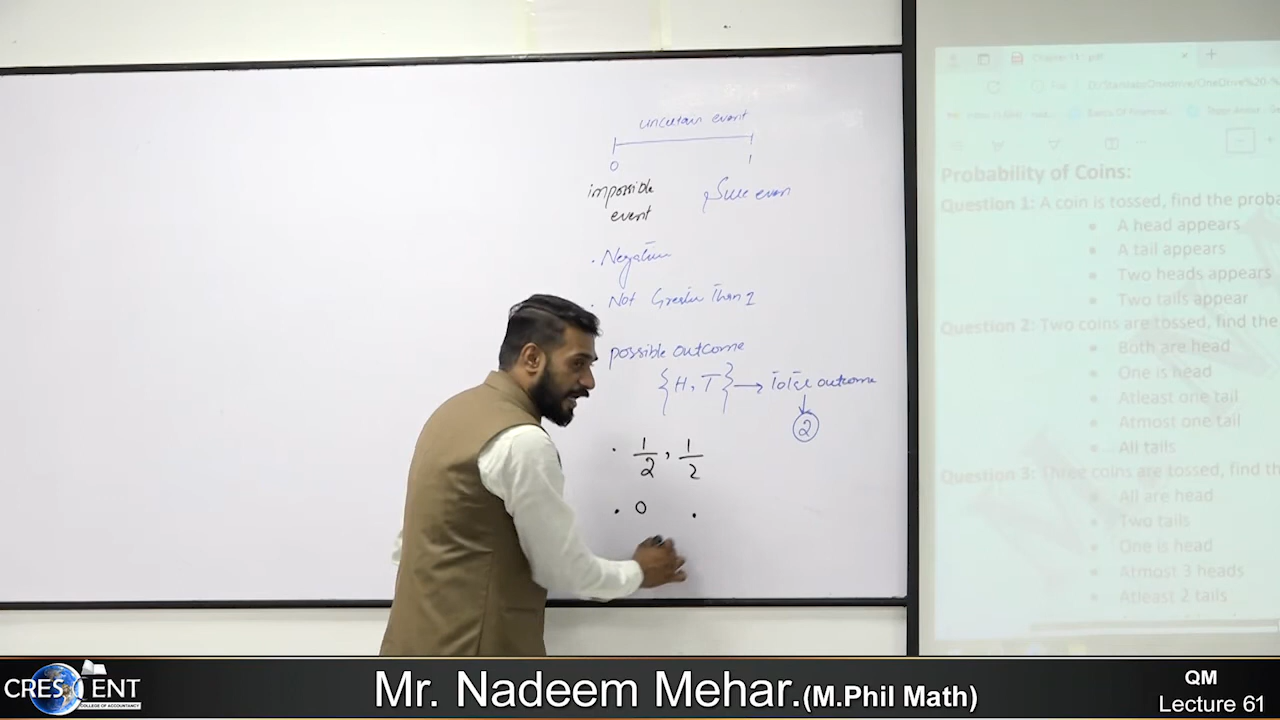 uncertain event
0 1
impossible Sure even
event
. Negative
. Not Greater Than 1
possible outcome
{H, T} → Total outcome
2
. 1/2, 1/2
. 0 .
Probability of Coins:
Question 1: A coin is tossed, find the proba
• A head appears
• A tail appears
• Two heads appears
• Two tails appear
Question 2: Two coins are tossed, find the
• Both are head
• One is head
• Atleast one tail
• Atmost one tail
• All tails
Question 3: Three coins are tossed, find th
• All are head
• Two tails
• One is head
• Atmost 3 heads
• Atleast 2 tails
CRESCENT
COLLEGE OF ACCOUNTANCY
Mr. Nadeem Mehar.(M.Phil Math)
QM
Lecture 61